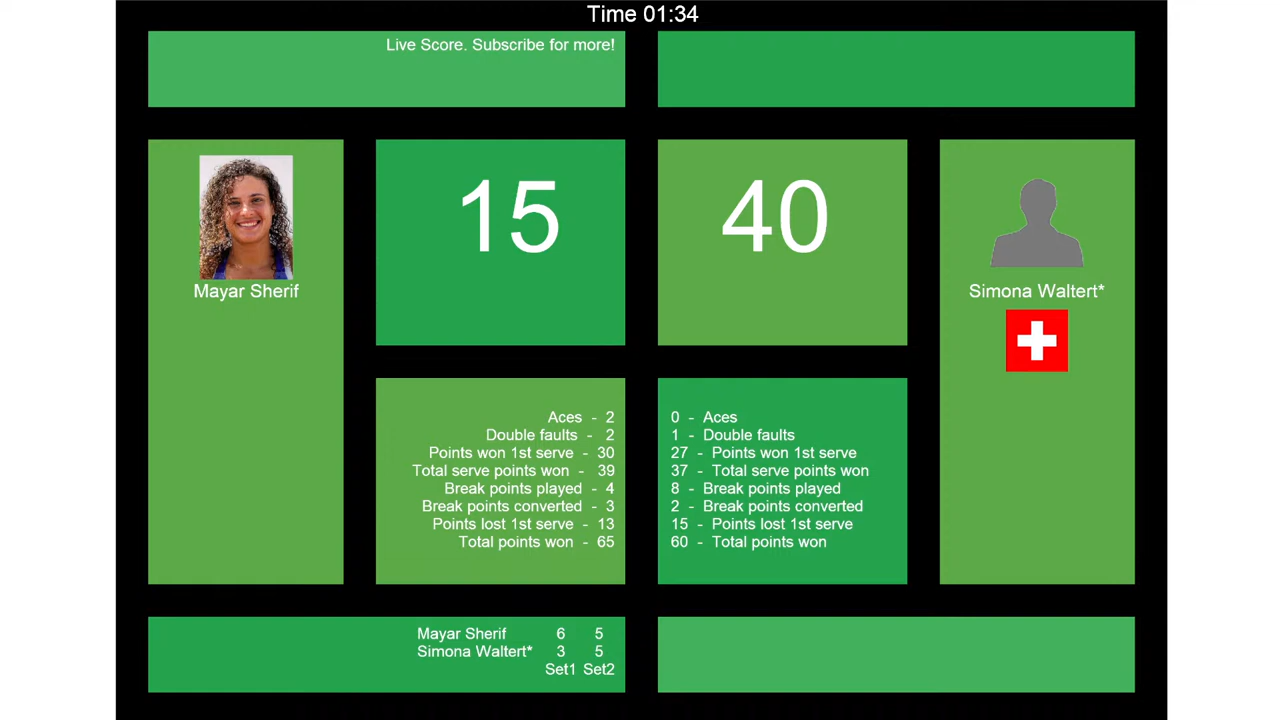 Time 01:34
Live Score. Subscribe for more!
15
40
Mayar Sherif
Simona Waltert*
Aces - 2
Double faults - 2
Points won 1st serve - 30
Total serve points won - 39
Break points played - 4
Break points converted - 3
Points lost 1st serve - 13
Total points won - 65
0 - Aces
1 - Double faults
27 - Points won 1st serve
37 - Total serve points won
8 - Break points played
2 - Break points converted
15 - Points lost 1st serve
60 - Total points won
Mayar Sherif 6 5
Simona Waltert* 3 5
Set1 Set2